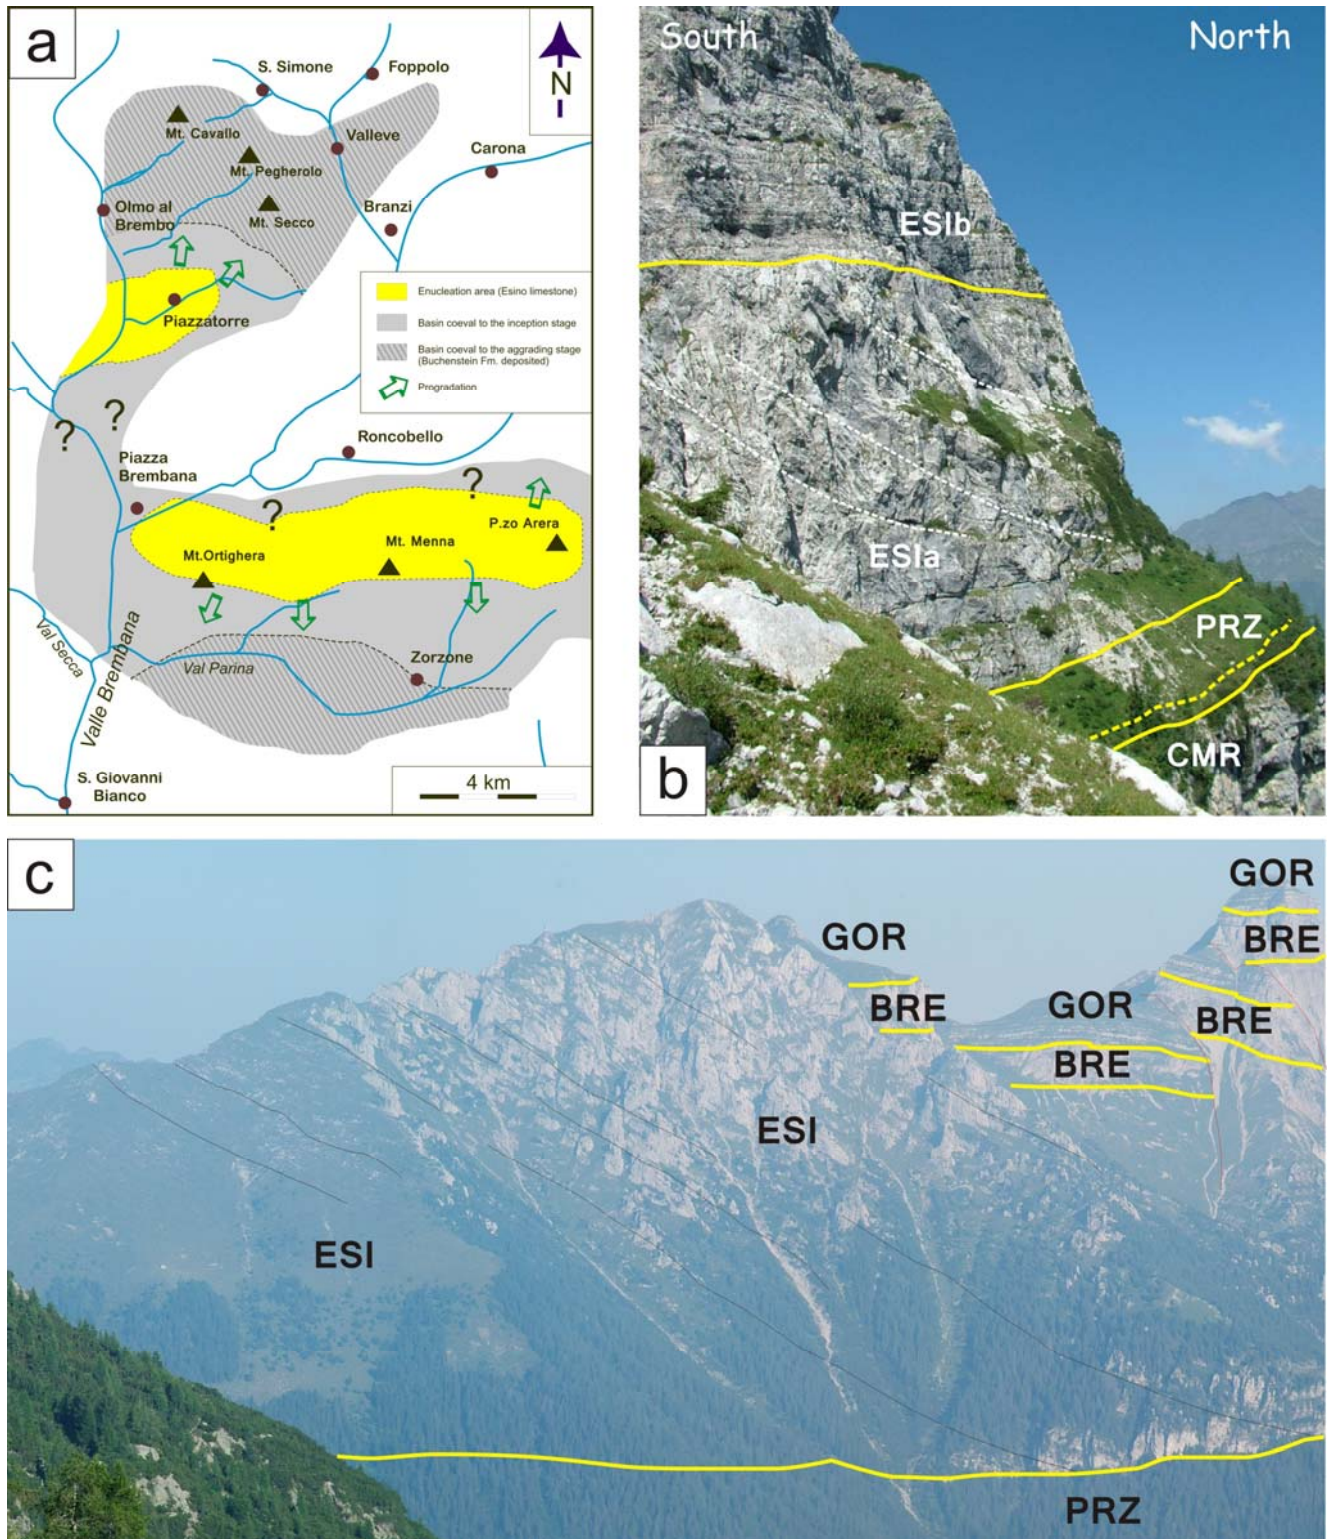 a
S. Simone
Foppolo
N
Mt. Cavallo
Valleve
Mt. Pegherolo
Carona
Olmo al
Brembo
Mt. Secco
Branzi
Piazzatorre
Enucleation area (Esino limestone)
Basin coeval to the inception stage
Basin coeval to the aggrading stage
(Buchenstein Fm. deposited)
Progradation
?
?
Piazza
Brembana
Roncobello
?
?
P.zo Arera
Mt.Ortighera
Mt. Menna
Val Secca
Valle Brembana
Val Parina
Zorzone
S. Giovanni
Bianco
4 km
South
North
ESIb
ESIa
PRZ
CMR
b
c
GOR
BRE
GOR
BRE
GOR
BRE
BRE
ESI
ESI
PRZ